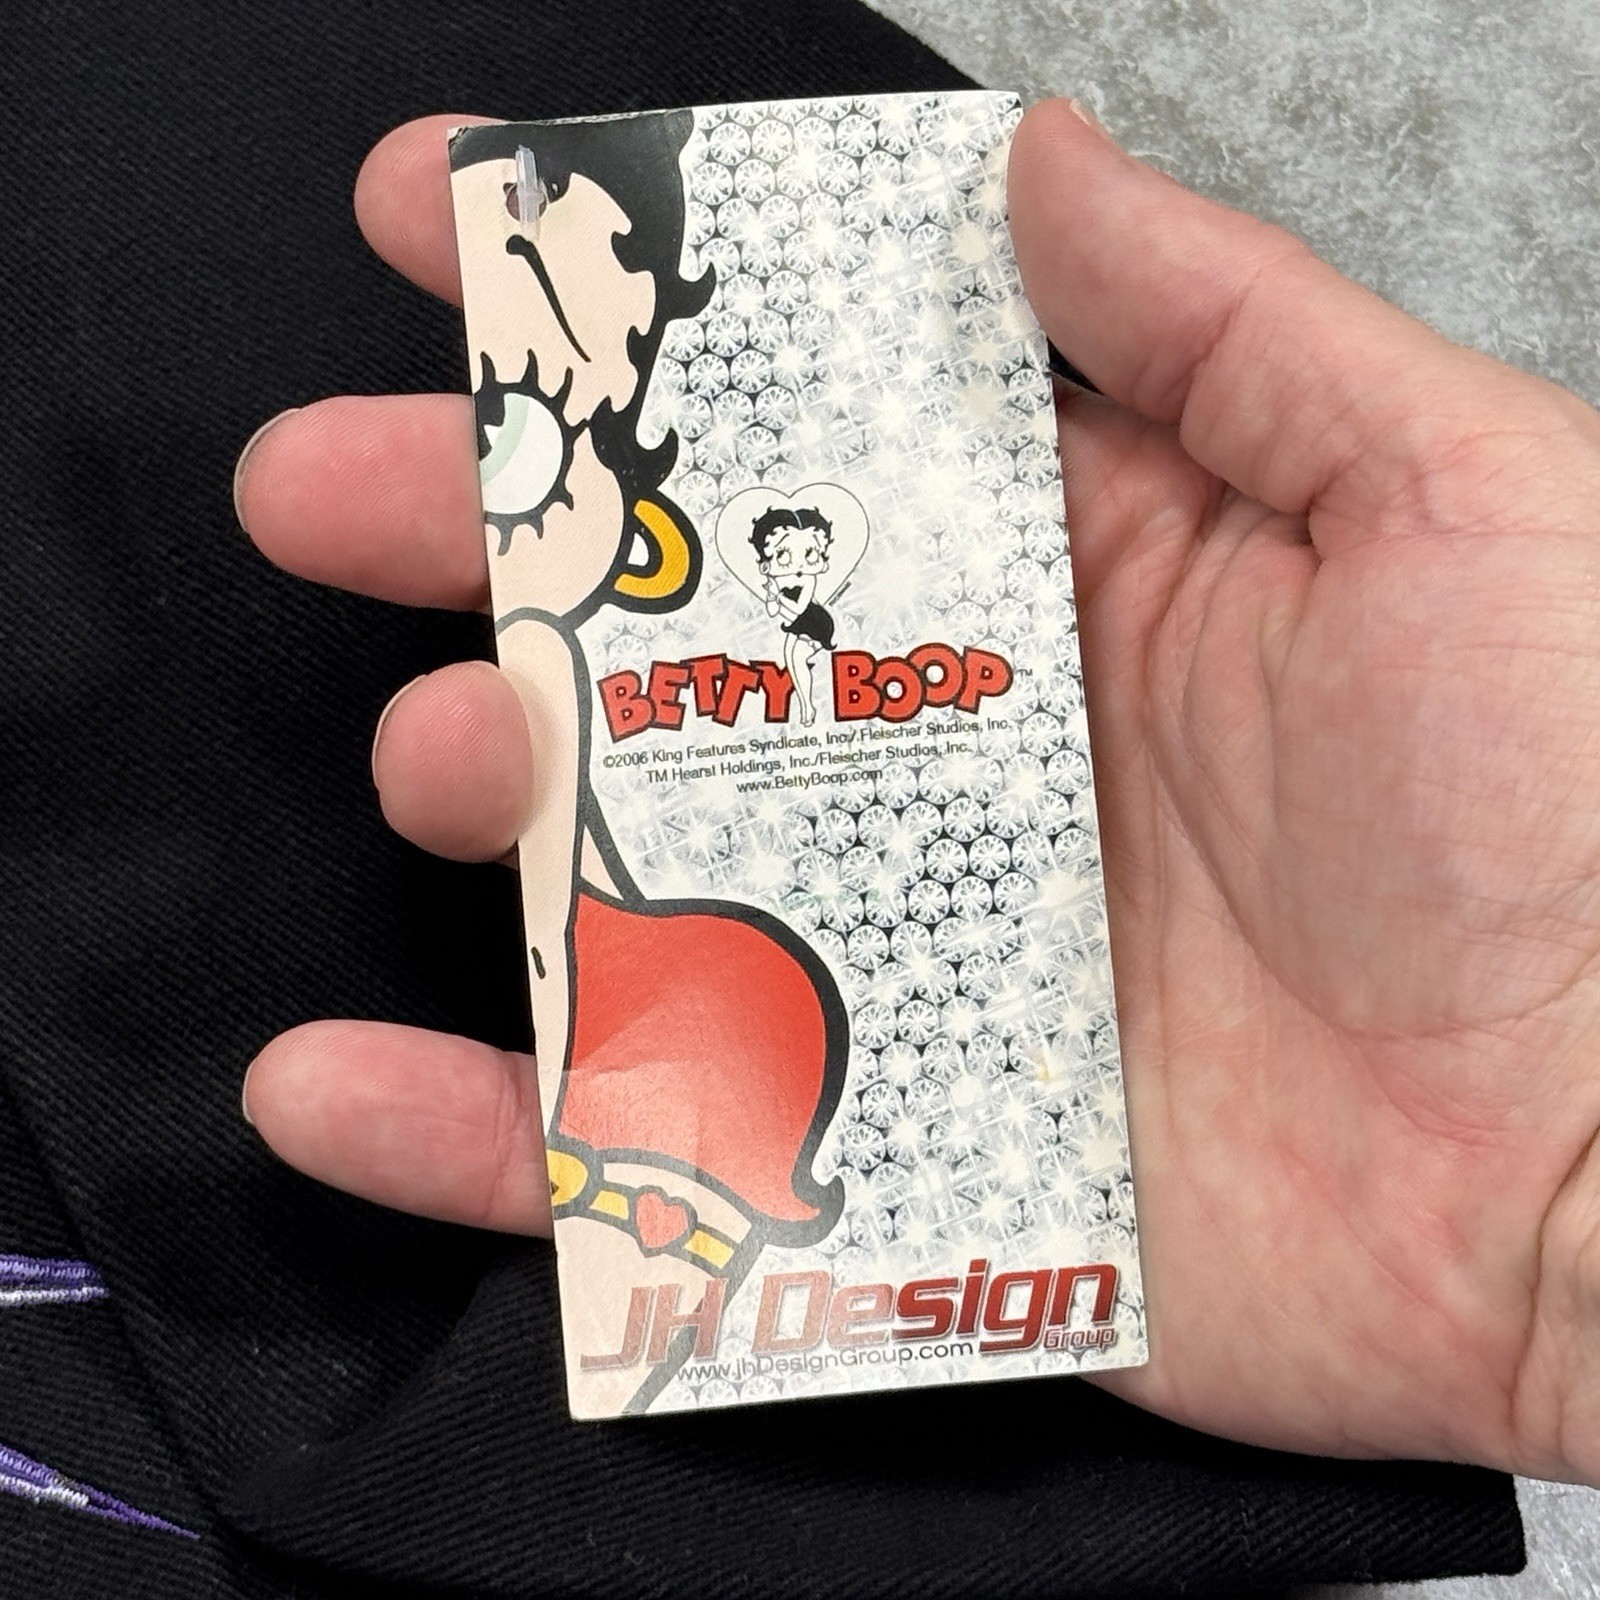 BETTY BOOP™
©2006 King Features Syndicate, Inc./Fleischer Studios, Inc.
TM Hearst Holdings, Inc./Fleischer Studios, Inc.
www.BettyBoop.com
JH Design
Group
www.jhDesignGroup.com